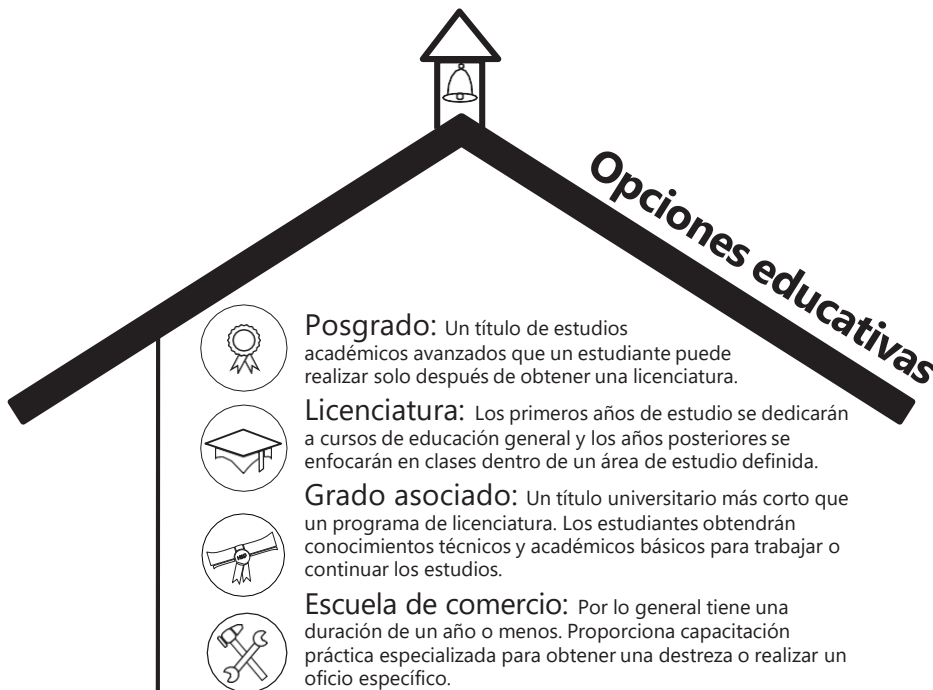 Opciones educativas
Posgrado: Un título de estudios
académicos avanzados que un estudiante puede
realizar solo después de obtener una licenciatura.
Licenciatura: Los primeros años de estudio se dedicarán
a cursos de educación general y los años posteriores se
enfocarán en clases dentro de un área de estudio definida.
Grado asociado: Un título universitario más corto que
un programa de licenciatura. Los estudiantes obtendrán
conocimientos técnicos y académicos básicos para trabajar o
continuar los estudios.
Escuela de comercio: Por lo general tiene una
duración de un año o menos. Proporciona capacitación
práctica especializada para obtener una destreza o realizar un
oficio específico.